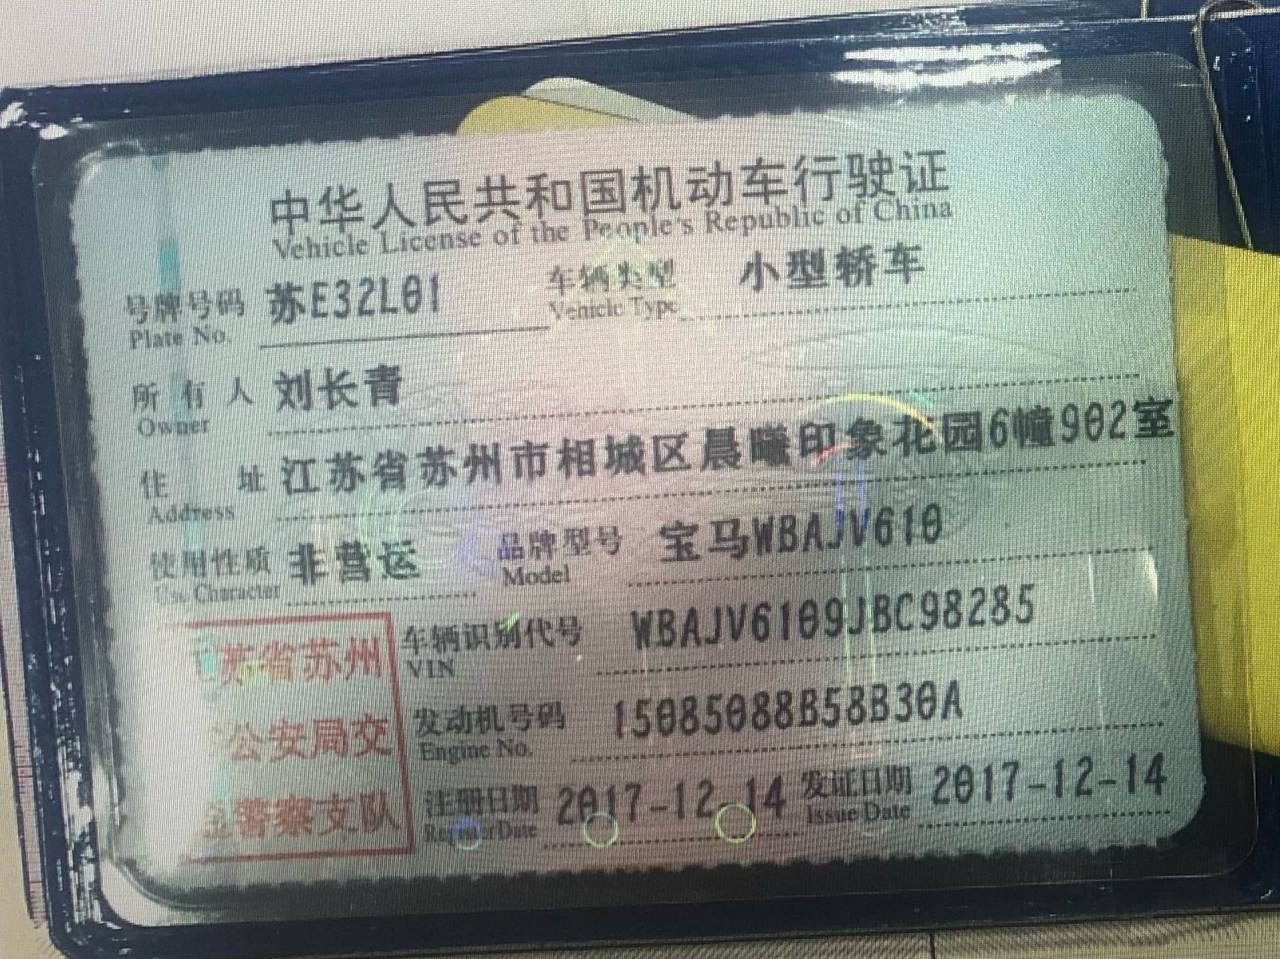 中华人民共和国机动车行驶证
Vehicle License of the People's Republic of China
号牌号码 苏E32L01 车辆类型 小型轿车
Plate No. Vehicle Type
所有人 刘长青
Owner
住址 江苏省苏州市相城区晨曦印象花园6幢902室
Address
使用性质 非营运 品牌型号 宝马WBAJV610
Use Character Model
车辆识别代号 WBAJV6109JBC98285
VIN
发动机号码 15085088B58B30A
Engine No.
注册日期 2017-12-14 发证日期 2017-12-14
Register Date Issue Date
苏省苏州
公安局交
警察支队